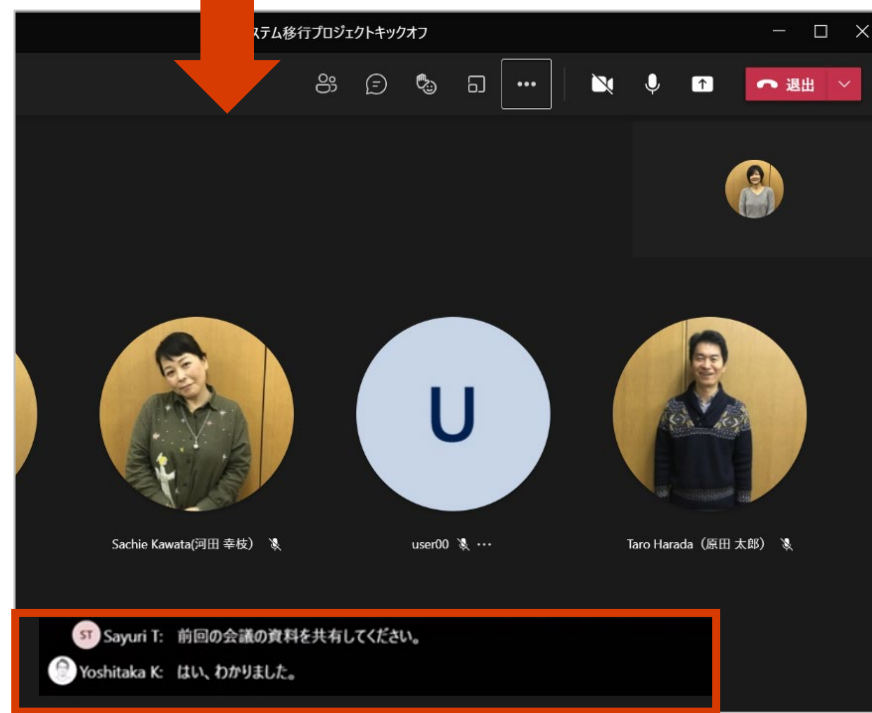 ステム移行プロジェクトキックオフ
退出
Sachie Kawata(河田 幸枝)
U
user00
Taro Harada（原田 太郎）
ST Sayuri T: 前回の会議の資料を共有してください。
Yoshitaka K: はい、わかりました。